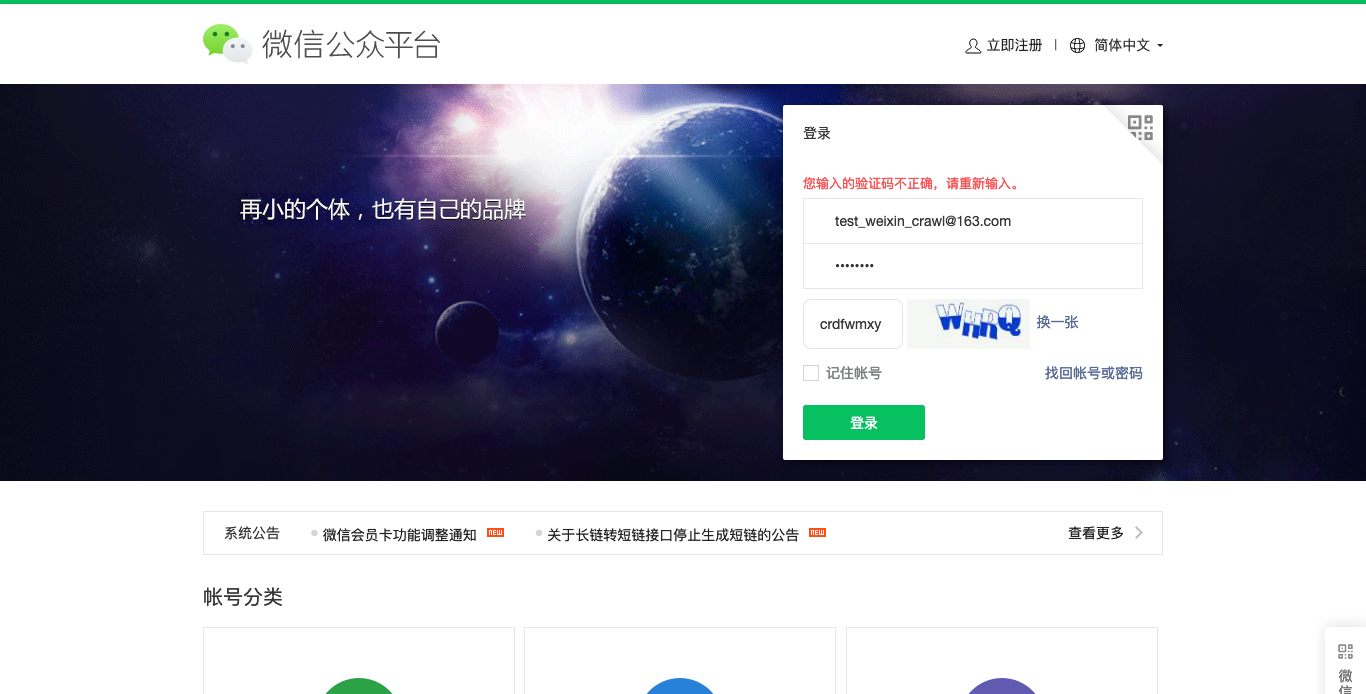 微信公众平台
立即注册 | 简体中文
再小的个体，也有自己的品牌
登录
您输入的验证码不正确，请重新输入。
test_weixin_crawl@163.com
••••••••
crdfwmxy
换一张
记住帐号
找回帐号或密码
登录
系统公告
微信会员卡功能调整通知 NEW
关于长链转短链接口停止生成短链的公告 NEW
查看更多
帐号分类
微
信